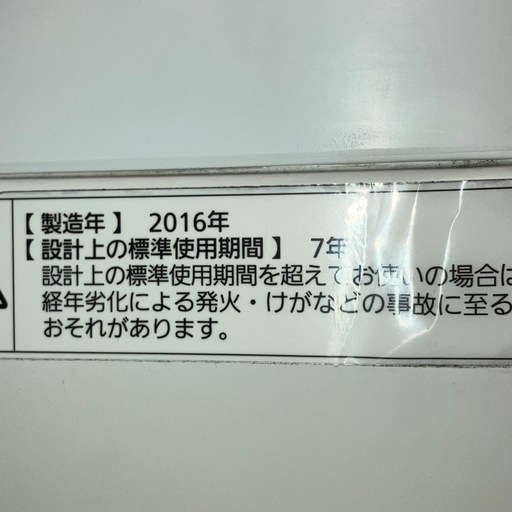 【 製造年 】 2016年
【 設計上の標準使用期間 】 7年
設計上の標準使用期間を超えてお使いの場合は
経年劣化による発火・けがなどの事故に至る
おそれがあります。